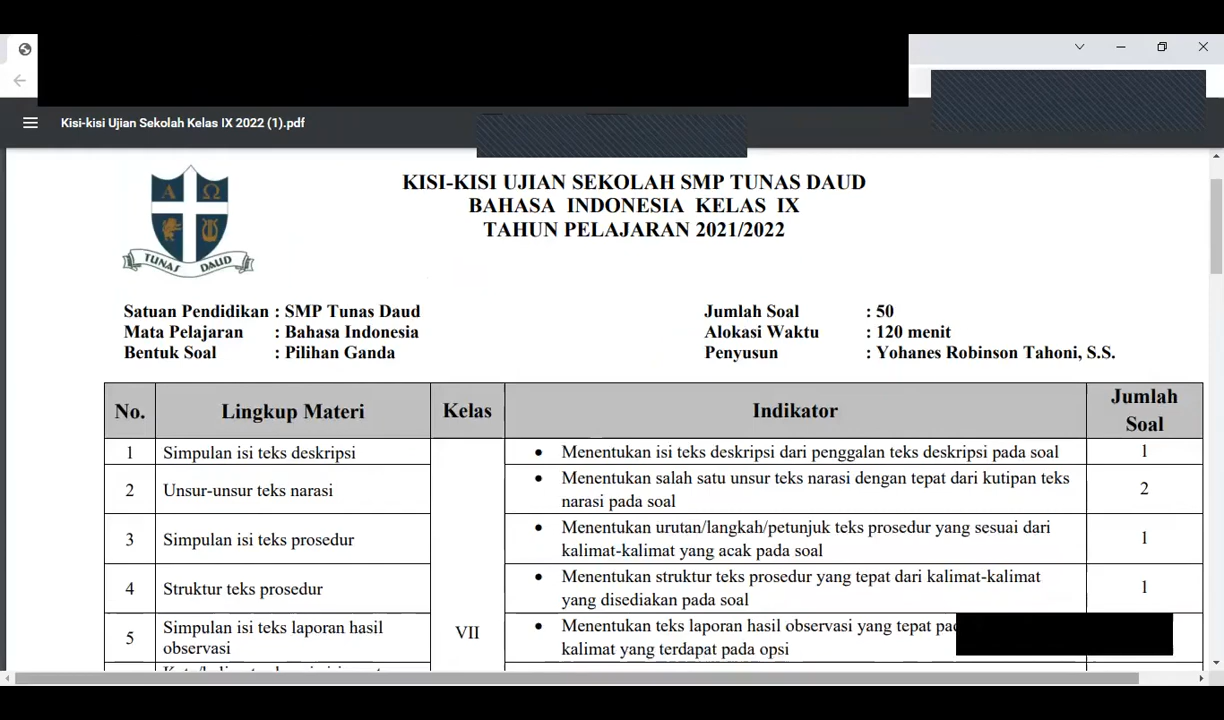 Kisi-kisi Ujian Sekolah Kelas IX 2022 (1).pdf
Α Ω
TUNAS DAUD
KISI-KISI UJIAN SEKOLAH SMP TUNAS DAUD
BAHASA INDONESIA KELAS IX
TAHUN PELAJARAN 2021/2022
Satuan Pendidikan : SMP Tunas Daud
Mata Pelajaran : Bahasa Indonesia
Bentuk Soal : Pilihan Ganda
Jumlah Soal : 50
Alokasi Waktu : 120 menit
Penyusun : Yohanes Robinson Tahoni, S.S.
No. Lingkup Materi Kelas Indikator Jumlah Soal
1 Simpulan isi teks deskripsi • Menentukan isi teks deskripsi dari penggalan teks deskripsi pada soal 1
2 Unsur-unsur teks narasi • Menentukan salah satu unsur teks narasi dengan tepat dari kutipan teks
narasi pada soal 2
3 Simpulan isi teks prosedur • Menentukan urutan/langkah/petunjuk teks prosedur yang sesuai dari
kalimat-kalimat yang acak pada soal 1
4 Struktur teks prosedur • Menentukan struktur teks prosedur yang tepat dari kalimat-kalimat
yang disediakan pada soal 1
5 Simpulan isi teks laporan hasil
observasi
VII
• Menentukan teks laporan hasil observasi yang tepat
kalimat yang terdapat pada opsi